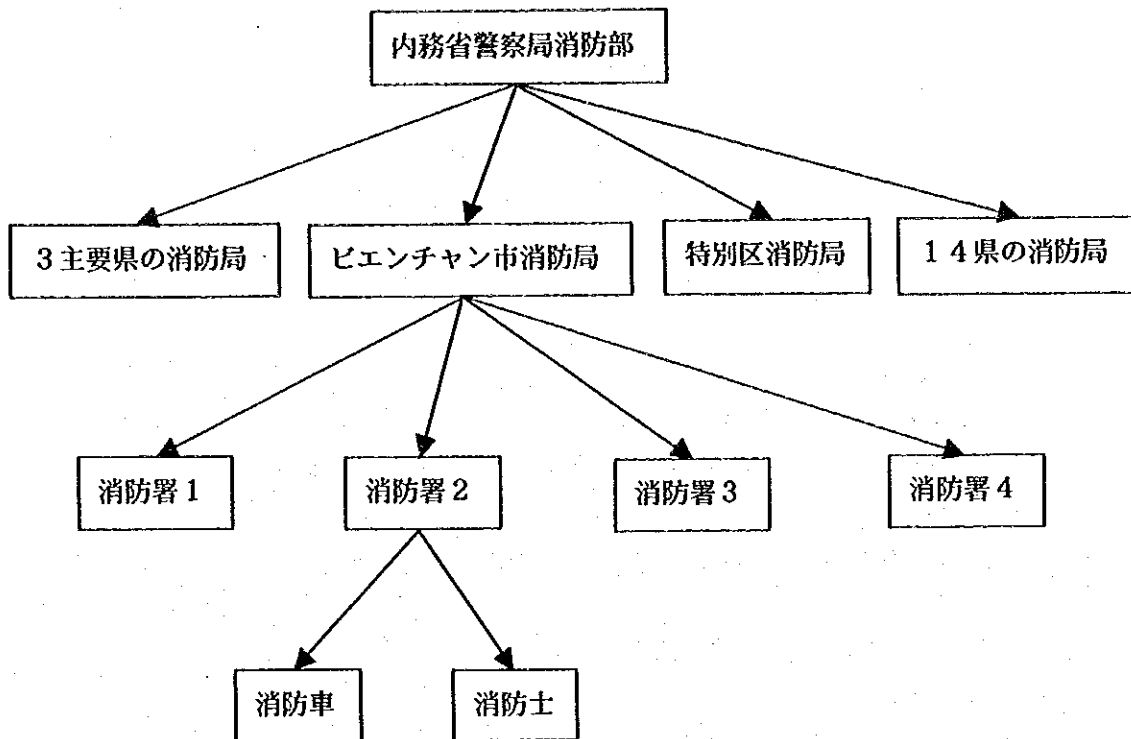 内務省警察局消防部
３主要県の消防局
ビエンチャン市消防局
特別区消防局
１４県の消防局
消防署１
消防署２
消防署３
消防署４
消防車
消防士